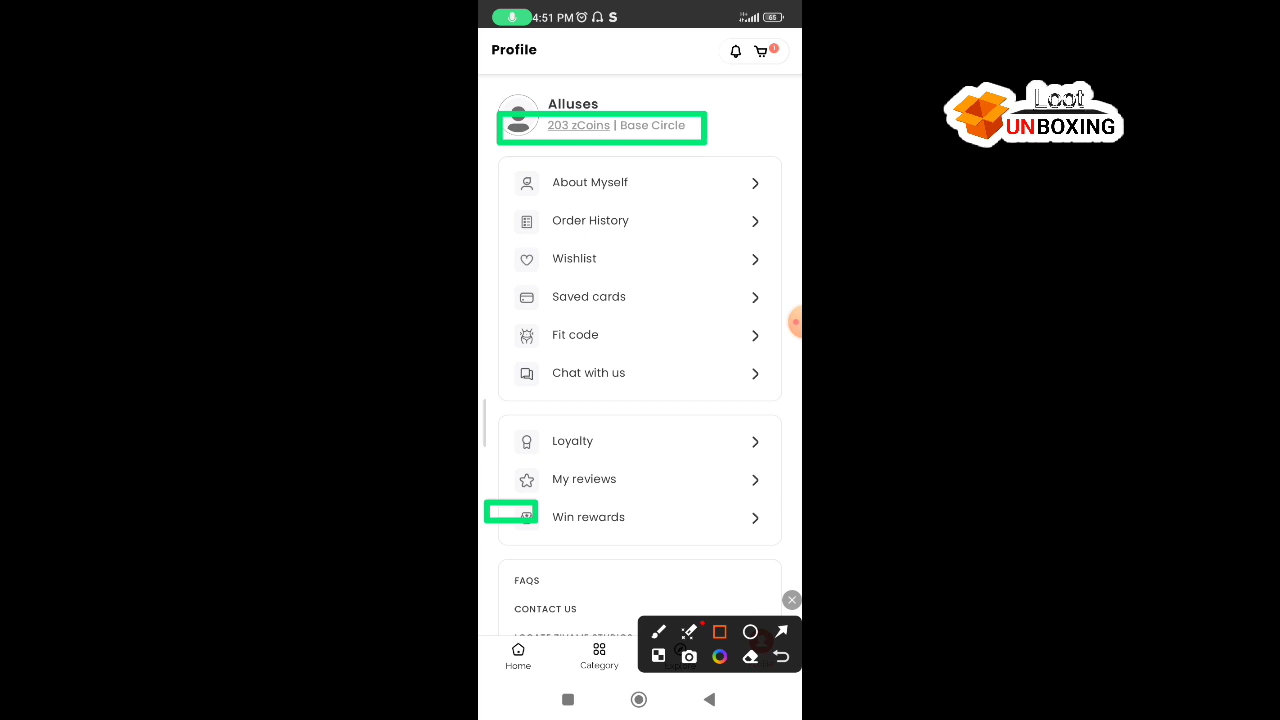 4:51 PM
65
Profile
Alluses
203 zCoins | Base Circle
About Myself
Order History
Wishlist
Saved cards
Fit code
Chat with us
Loyalty
My reviews
Win rewards
FAQS
CONTACT US
Home
Category
Loot
UNBOXING